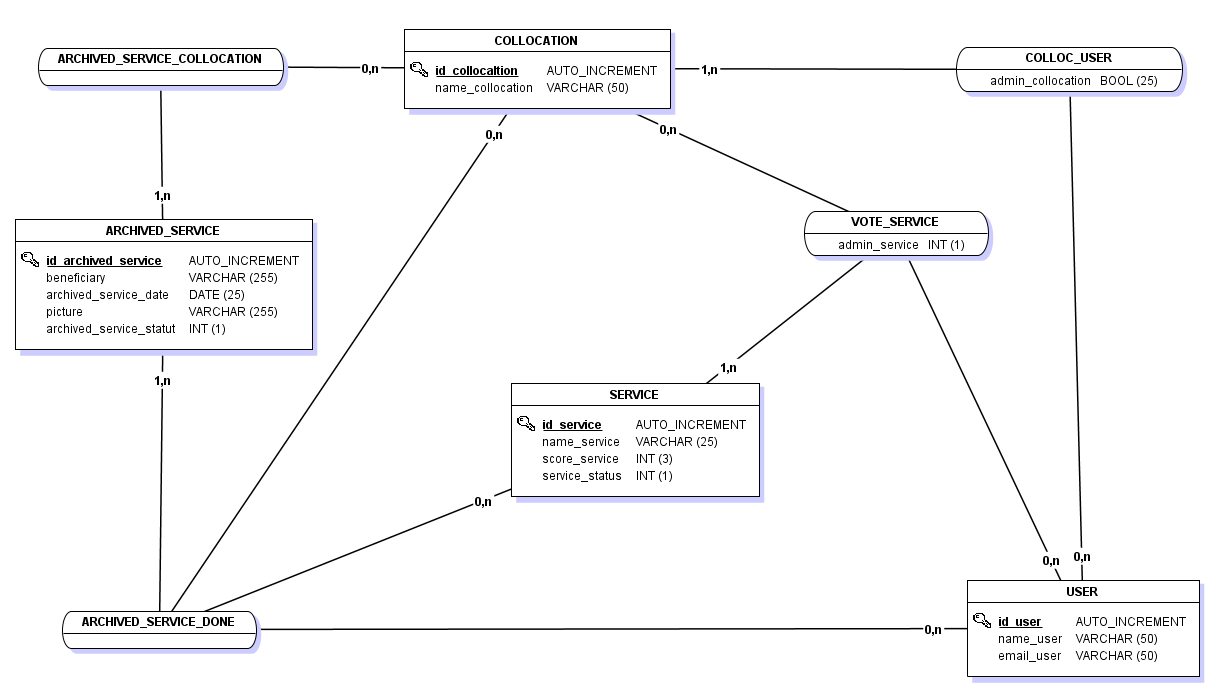 COLLOCATION
id_collocaltion AUTO_INCREMENT
name_collocation VARCHAR (50)
ARCHIVED_SERVICE_COLLOCATION
COLLOC_USER
admin_collocation BOOL (25)
0,n
1,n
0,n
0,n
1,n
ARCHIVED_SERVICE
id_archived_service AUTO_INCREMENT
beneficiary VARCHAR (255)
archived_service_date DATE (25)
picture VARCHAR (255)
archived_service_statut INT (1)
VOTE_SERVICE
admin_service INT (1)
1,n
1,n
SERVICE
id_service AUTO_INCREMENT
name_service VARCHAR (25)
score_service INT (3)
service_status INT (1)
0,n
0,n
0,n
USER
id_user AUTO_INCREMENT
name_user VARCHAR (50)
email_user VARCHAR (50)
ARCHIVED_SERVICE_DONE
0,n